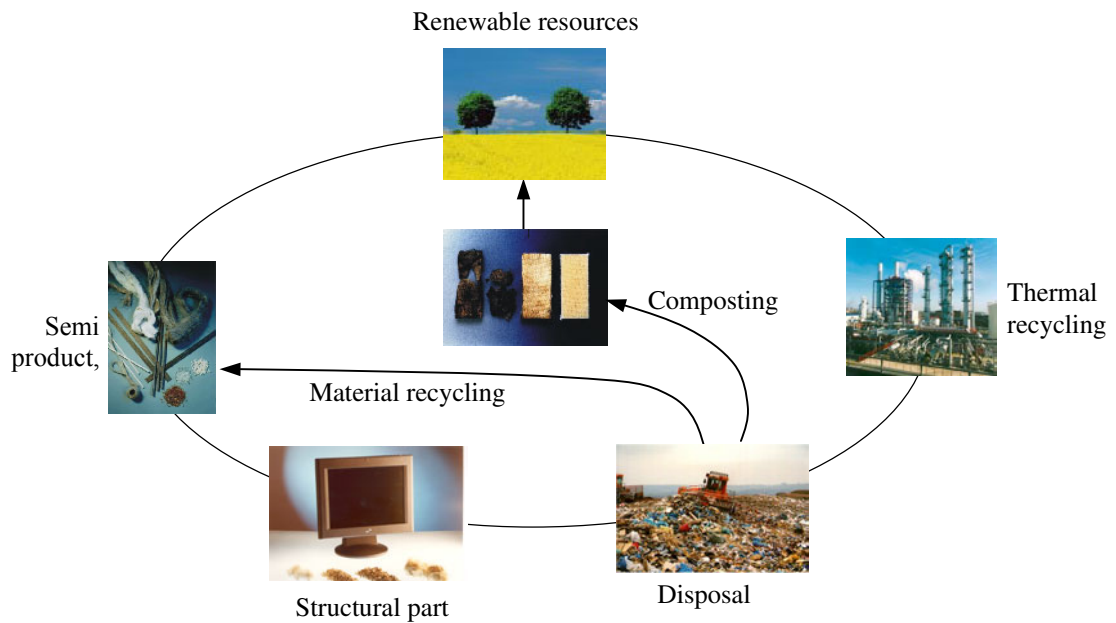 Renewable resources
Composting
Thermal
recycling
Semi
product,
Material recycling
Structural part
Disposal